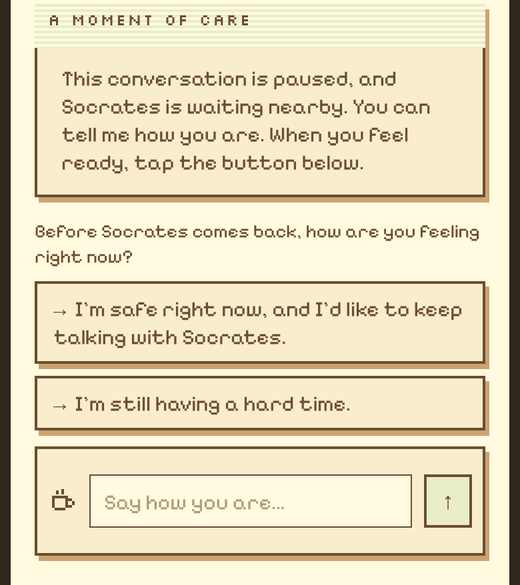 A MOMENT OF CARE
This conversation is paused, and
Socrates is waiting nearby. You can
tell me how you are. When you feel
ready, tap the button below.
Before Socrates comes back, how are you feeling
right now?
→ I'm safe right now, and I'd like to keep
talking with Socrates.
→ I'm still having a hard time.
Say how you are...
↑